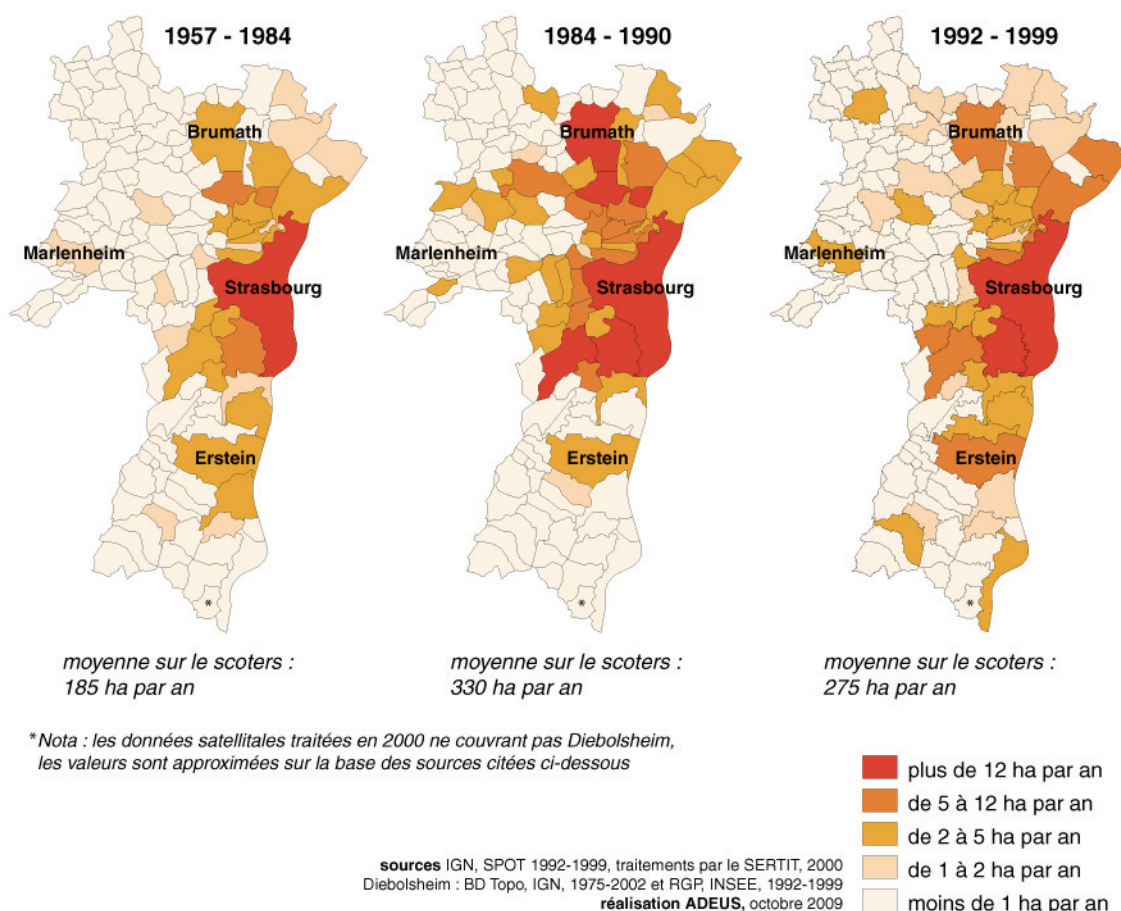 1957 - 1984
1984 - 1990
1992 - 1999
Brumath
Marlenheim
Strasbourg
Erstein
*
Brumath
Marlenheim
Strasbourg
Erstein
*
Brumath
Marlenheim
Strasbourg
Erstein
*
moyenne sur le scoters :
185 ha par an
moyenne sur le scoters :
330 ha par an
moyenne sur le scoters :
275 ha par an
* Nota : les données satellitales traitées en 2000 ne couvrant pas Diebolsheim,
les valeurs sont approximées sur la base des sources citées ci-dessous
plus de 12 ha par an
de 5 à 12 ha par an
de 2 à 5 ha par an
de 1 à 2 ha par an
moins de 1 ha par an
sources IGN, SPOT 1992-1999, traitements par le SERTIT, 2000
Diebolsheim : BD Topo, IGN, 1975-2002 et RGP, INSEE, 1992-1999
réalisation ADEUS, octobre 2009